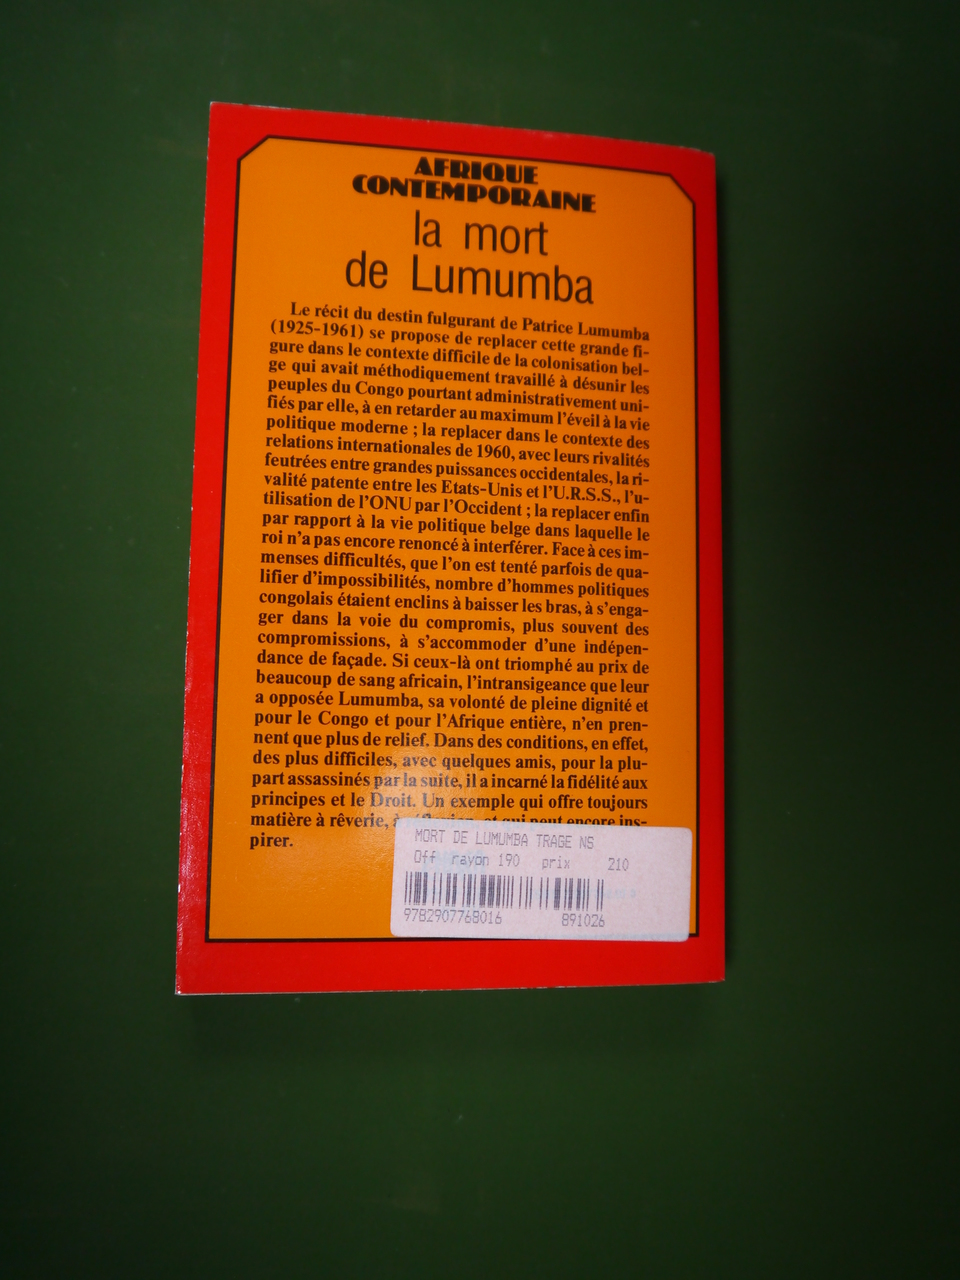 AFRIQUE
CONTEMPORAINE
la mort
de Lumumba
Le récit du destin fulgurant de Patrice Lumumba
(1925-1961) se propose de replacer cette grande fi-
gure dans le contexte difficile de la colonisation bel-
ge qui avait méthodiquement travaillé à désunir les
peuples du Congo pourtant administrativement uni-
fiés par elle, à en retarder au maximum l'éveil à la vie
politique moderne ; la replacer dans le contexte des
relations internationales de 1960, avec leurs rivalités
feutrées entre grandes puissances occidentales, la ri-
valité patente entre les Etats-Unis et l'U.R.S.S., l'u-
tilisation de l'ONU par l'Occident ; la replacer enfin
par rapport à la vie politique belge dans laquelle le
roi n'a pas encore renoncé à interférer. Face à ces im-
menses difficultés, que l'on est tenté parfois de qua-
lifier d'impossibilités, nombre d'hommes politiques
congolais étaient enclins à baisser les bras, à s'enga-
ger dans la voie du compromis, plus souvent des
compromissions, à s'accommoder d'une indépen-
dance de façade. Si ceux-là ont triomphé au prix de
beaucoup de sang africain, l'intransigeance que leur
a opposée Lumumba, sa volonté de pleine dignité et
pour le Congo et pour l'Afrique entière, n'en pren-
nent que plus de relief. Dans des conditions, en effet,
des plus difficiles, avec quelques amis, pour la plu-
part assassinés par la suite, il a incarné la fidélité aux
principes et le Droit. Un exemple qui offre toujours
matière à rêverie, à et qui peut encore ins-
pirer.
MORT DE LUMUMBA TRAGE NS
Off rayon 190 prix 210
9782907768016 891026